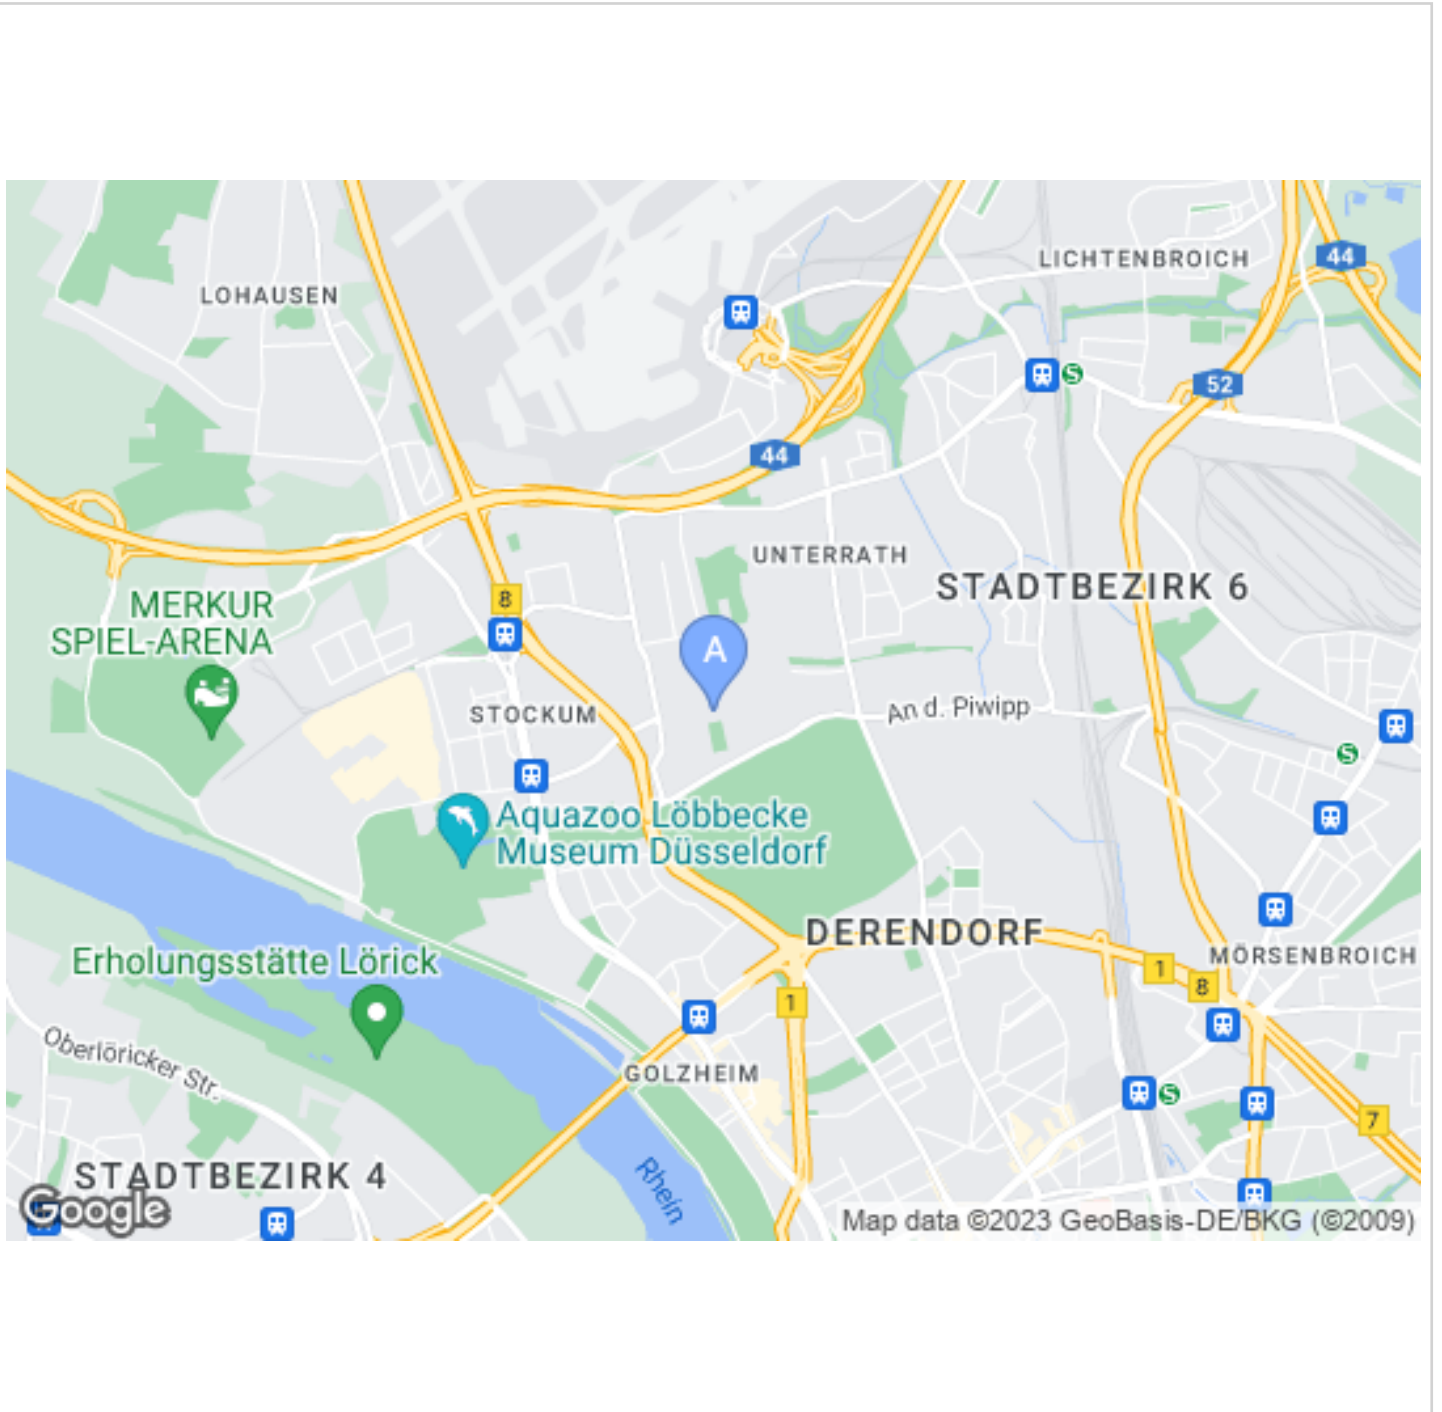 LICHTENBROICH
44
LOHAUSEN
S
52
44
UNTERRATH
STADTBEZIRK 6
8
MERKUR
SPIEL-ARENA
A
STOCKUM
An d. Piwipp
S
Aquazoo Löbbecke
Museum Düsseldorf
DERENDORF
MÖRSENBROICH
Erholungsstätte Lörick
1
8
1
Oberlöricker Str.
GOLZHEIM
S
7
STADTBEZIRK 4
Rhein
Google
Map data ©2023 GeoBasis-DE/BKG (©2009)